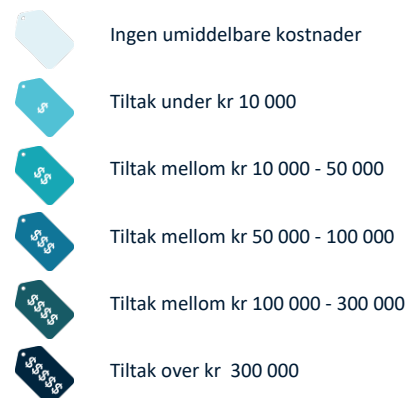 Ingen umiddelbare kostnader
$ Tiltak under kr 10 000
$$ Tiltak mellom kr 10 000 - 50 000
$$$ Tiltak mellom kr 50 000 - 100 000
$$$$ Tiltak mellom kr 100 000 - 300 000
$$$$$ Tiltak over kr  300 000